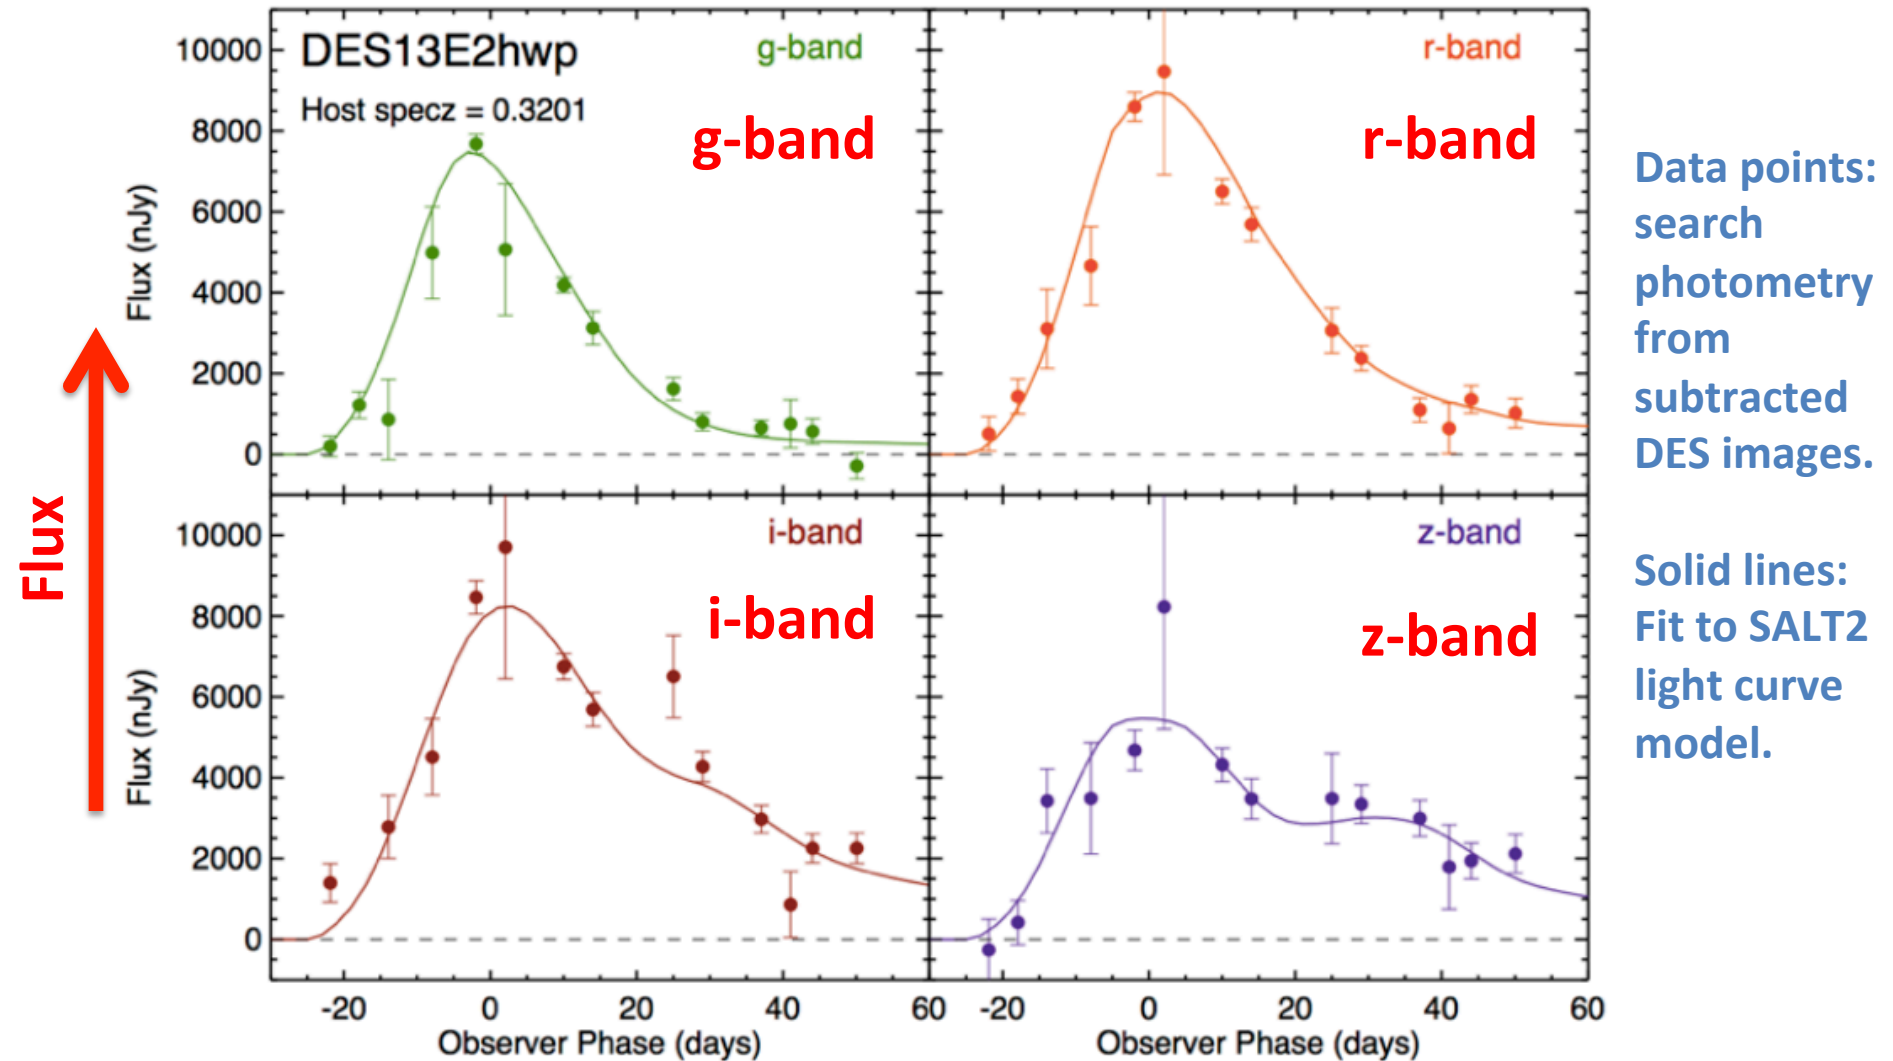 DES13E2hwp
Host specz = 0.3201
g-band
g-band
10000
8000
6000
4000
2000
0
Flux (nJy)
r-band
r-band
Flux
i-band
i-band
10000
8000
6000
4000
2000
0
Flux (nJy)
z-band
z-band
-20 0 20 40 60
Observer Phase (days)
-20 0 20 40 60
Observer Phase (days)
Data points:
search
photometry
from
subtracted
DES images.
Solid lines:
Fit to SALT2
light curve
model.